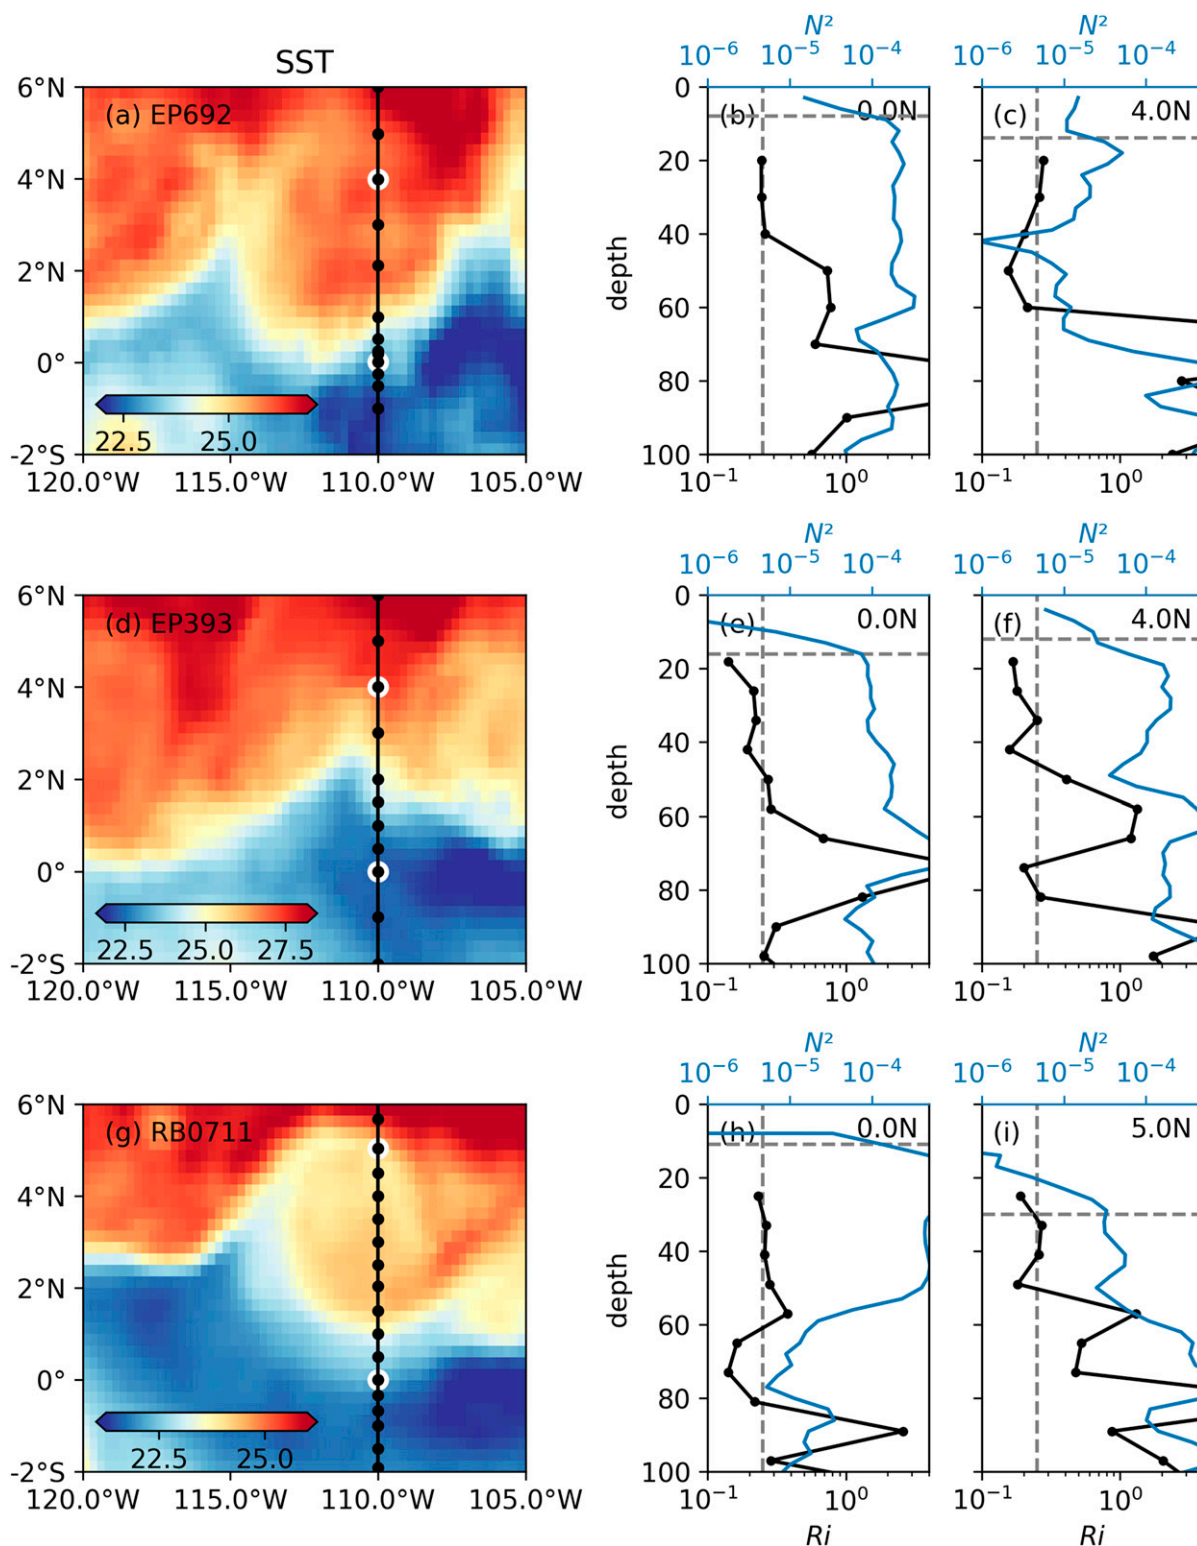 SST
6°N
4°N
2°N
0°
-2°S
(a) EP692
22.5 25.0
120.0°W 115.0°W 110.0°W 105.0°W
N²
10⁻⁶ 10⁻⁵ 10⁻⁴
(b) 0.0N
depth
0
20
40
60
80
100
10⁻¹ 10⁰
N²
10⁻⁶ 10⁻⁵ 10⁻⁴
(c) 4.0N
10⁻¹ 10⁰
6°N
4°N
2°N
0°
-2°S
(d) EP393
22.5 25.0 27.5
120.0°W 115.0°W 110.0°W 105.0°W
N²
10⁻⁶ 10⁻⁵ 10⁻⁴
(e) 0.0N
depth
0
20
40
60
80
100
10⁻¹ 10⁰
N²
10⁻⁶ 10⁻⁵ 10⁻⁴
(f) 4.0N
10⁻¹ 10⁰
6°N
4°N
2°N
0°
-2°S
(g) RB0711
22.5 25.0
120.0°W 115.0°W 110.0°W 105.0°W
N²
10⁻⁶ 10⁻⁵ 10⁻⁴
(h) 0.0N
depth
0
20
40
60
80
100
10⁻¹ 10⁰
Ri
N²
10⁻⁶ 10⁻⁵ 10⁻⁴
(i) 5.0N
10⁻¹ 10⁰
Ri